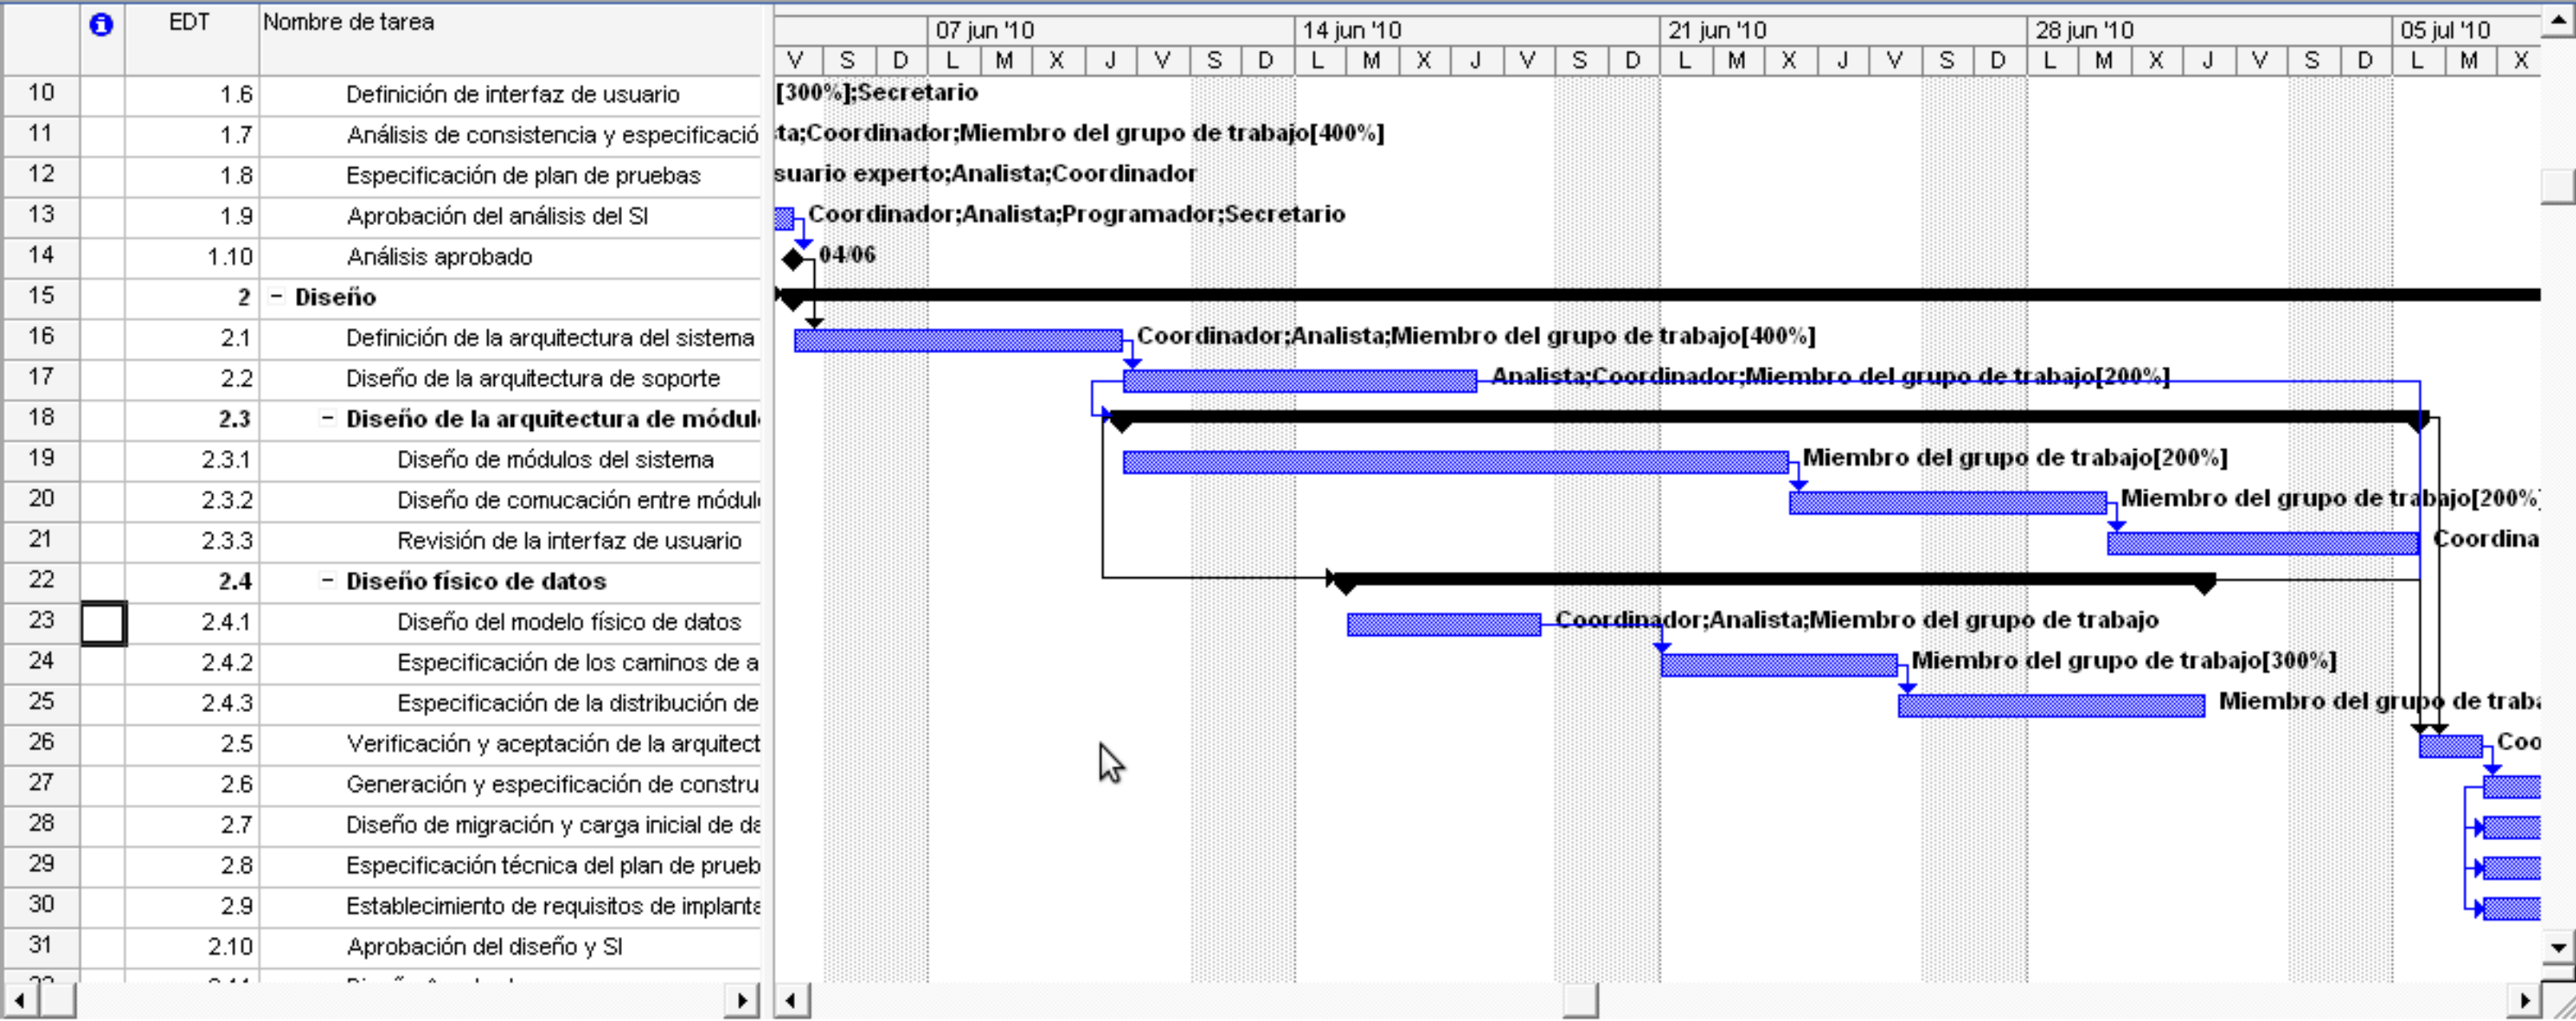 EDT Nombre de tarea 07 jun '10 14 jun '10 21 jun '10 28 jun '10 05 jul '10
V S D L M X J V S D L M X J V S D L M X J V S D L M X J V S D L M X
10 1.6 Definición de interfaz de usuario [300%];Secretario
11 1.7 Análisis de consistencia y especificació ta;Coordinador;Miembro del grupo de trabajo[400%]
12 1.8 Especificación de plan de pruebas suario experto;Analista;Coordinador
13 1.9 Aprobación del análisis del SI Coordinador;Analista;Programador;Secretario
14 1.10 Análisis aprobado 04/06
15 2 Diseño
16 2.1 Definición de la arquitectura del sistema Coordinador;Analista;Miembro del grupo de trabajo[400%]
17 2.2 Diseño de la arquitectura de soporte Analista;Coordinador;Miembro del grupo de trabajo[200%]
18 2.3 Diseño de la arquitectura de módul
19 2.3.1 Diseño de módulos del sistema Miembro del grupo de trabajo[200%]
20 2.3.2 Diseño de comucación entre módul Miembro del grupo de trabajo[200%]
21 2.3.3 Revisión de la interfaz de usuario Coordina
22 2.4 Diseño físico de datos
23 2.4.1 Diseño del modelo físico de datos Coordinador;Analista;Miembro del grupo de trabajo
24 2.4.2 Especificación de los caminos de a Miembro del grupo de trabajo[300%]
25 2.4.3 Especificación de la distribución de Miembro del grupo de traba
26 2.5 Verificación y aceptación de la arquitect Coo
27 2.6 Generación y especificación de constru
28 2.7 Diseño de migración y carga inicial de da
29 2.8 Especificación técnica del plan de prueb
30 2.9 Establecimiento de requisitos de implanta
31 2.10 Aprobación del diseño y SI